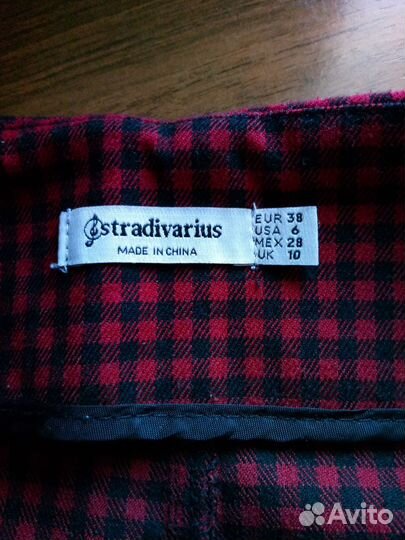 stradivarius
MADE IN CHINA
EUR 38
USA 6
MEX 28
UK 10
Avito